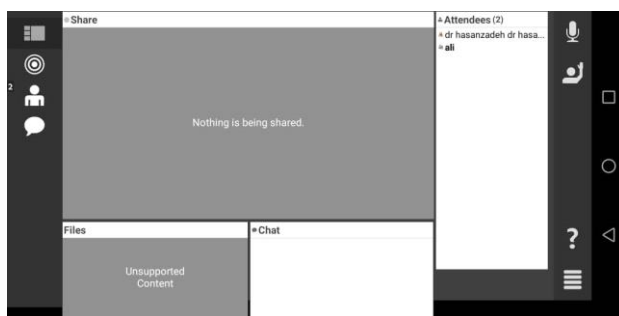 Share
Nothing is being shared.
Attendees (2)
dr hasanzadeh dr hasa...
ali
2
Files
Unsupported
Content
Chat
?